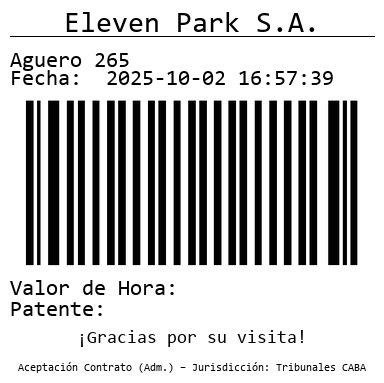 Eleven Park S.A.
Aguero 265
Fecha:  2025-10-02 16:57:39
Valor de Hora:
Patente:
¡Gracias por su visita!
Aceptación Contrato (Adm.) – Jurisdicción: Tribunales CABA